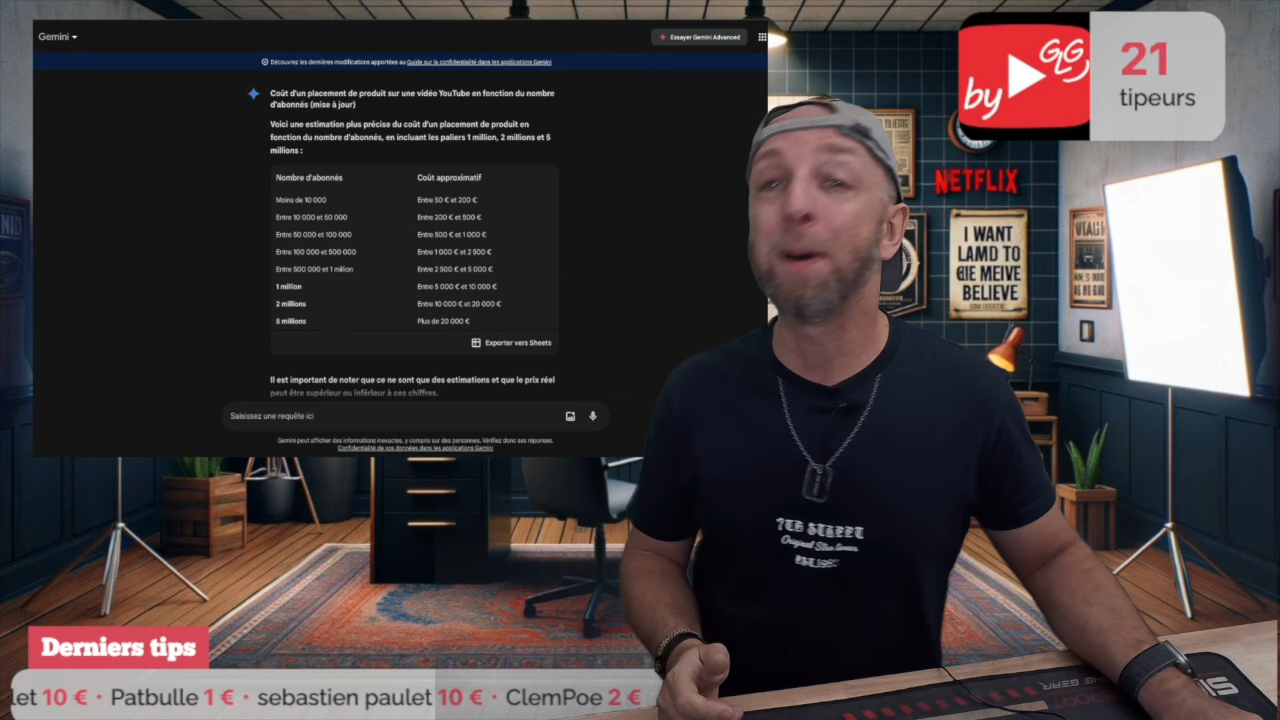 Gemini
Essayer Gemini Advanced
Découvrez les dernières modifications apportées au Guide sur la confidentialité dans les applications Gemini
Coût d'un placement de produit sur une vidéo YouTube en fonction du nombre
d'abonnés (mise à jour)
Voici une estimation plus précise du coût d'un placement de produit en
fonction du nombre d'abonnés, en incluant les paliers 1 million, 2 millions et 5
millions :
Nombre d'abonnés Coût approximatif
Moins de 10 000 Entre 50 € et 200 €
Entre 10 000 et 50 000 Entre 200 € et 500 €
Entre 50 000 et 100 000 Entre 500 € et 1 000 €
Entre 100 000 et 500 000 Entre 1 000 € et 2 500 €
Entre 500 000 et 1 million Entre 2 500 € et 5 000 €
1 million Entre 5 000 € et 10 000 €
2 millions Entre 10 000 € et 20 000 €
5 millions Plus de 20 000 €
Exporter vers Sheets
Il est important de noter que ce ne sont que des estimations et que le prix réel
peut être supérieur ou inférieur à ces chiffres.
Saisissez une requête ici
Gemini peut afficher des informations inexactes, y compris sur des personnes. Vérifiez donc ses réponses.
Confidentialité de vos données dans les applications Gemini
by GLG
21
tipeurs
NETFLIX
I WANT
LAMD TO
GIE MEIVE
BELIEVE
7TH STREET
Original
Derniers tips
let 10 € • Patbulle 1 € • sebastien paulet 10 € • ClemPoe 2 €